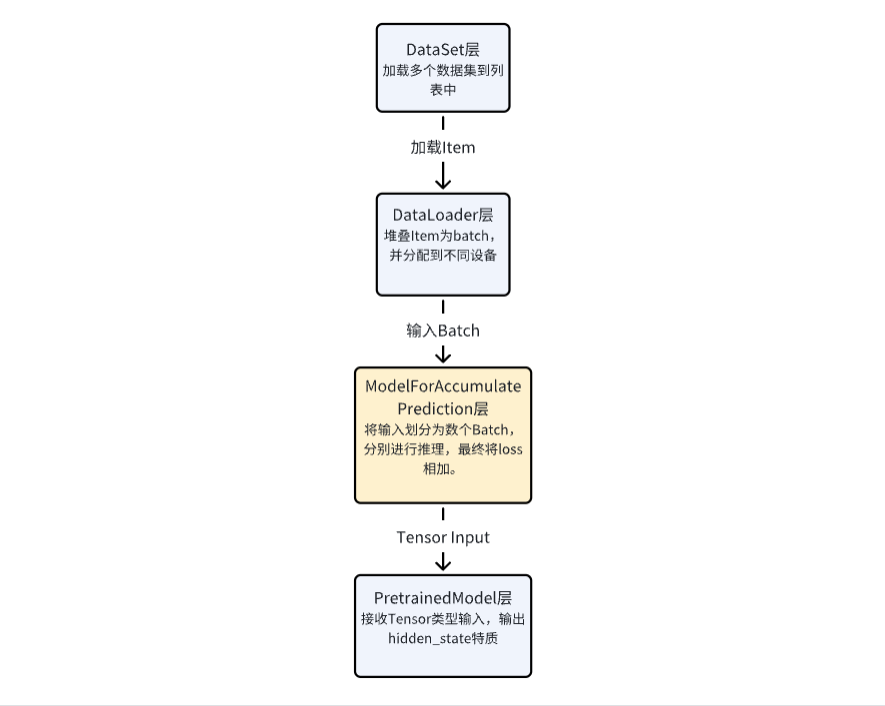 DataSet层
加载多个数据集到列
表中
加载Item
DataLoader层
堆叠Item为batch，
并分配到不同设备
输入Batch
ModelForAccumulate
Prediction层
将输入划分为数个Batch，
分别进行推理，最终将loss
相加。
Tensor Input
PretrainedModel层
接收Tensor类型输入，输出
hidden_state特质